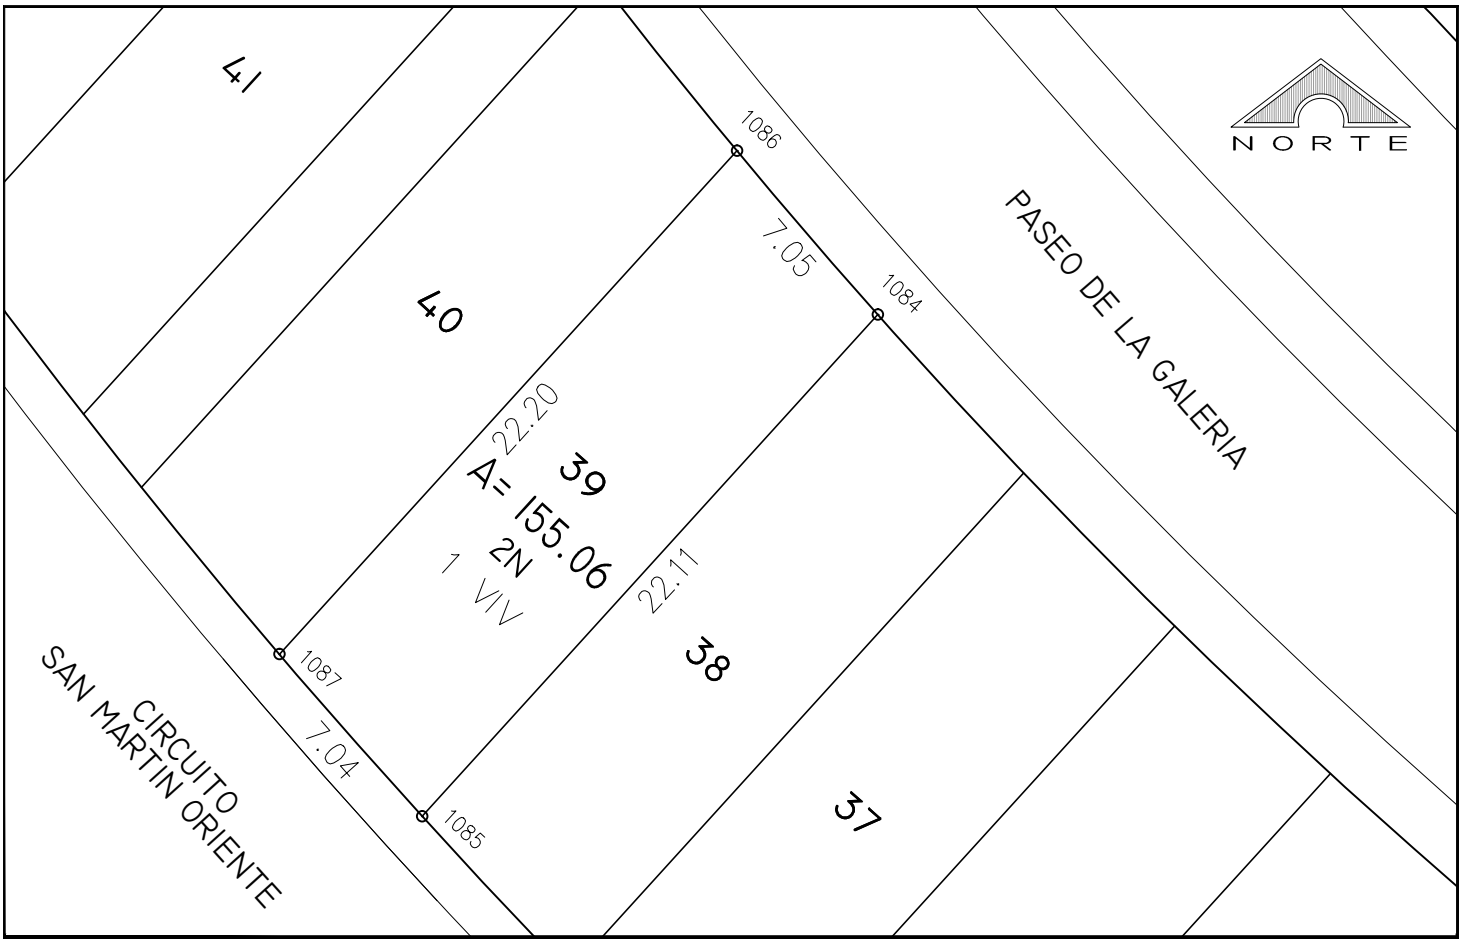 41
1086
NORTE
7.05
PASEO DE LA GALERIA
1084
40
22.20
39
A= 155.06
2N
1 VIV
22.11
38
1087
7.04
CIRCUITO
SAN MARTIN ORIENTE
1085
37